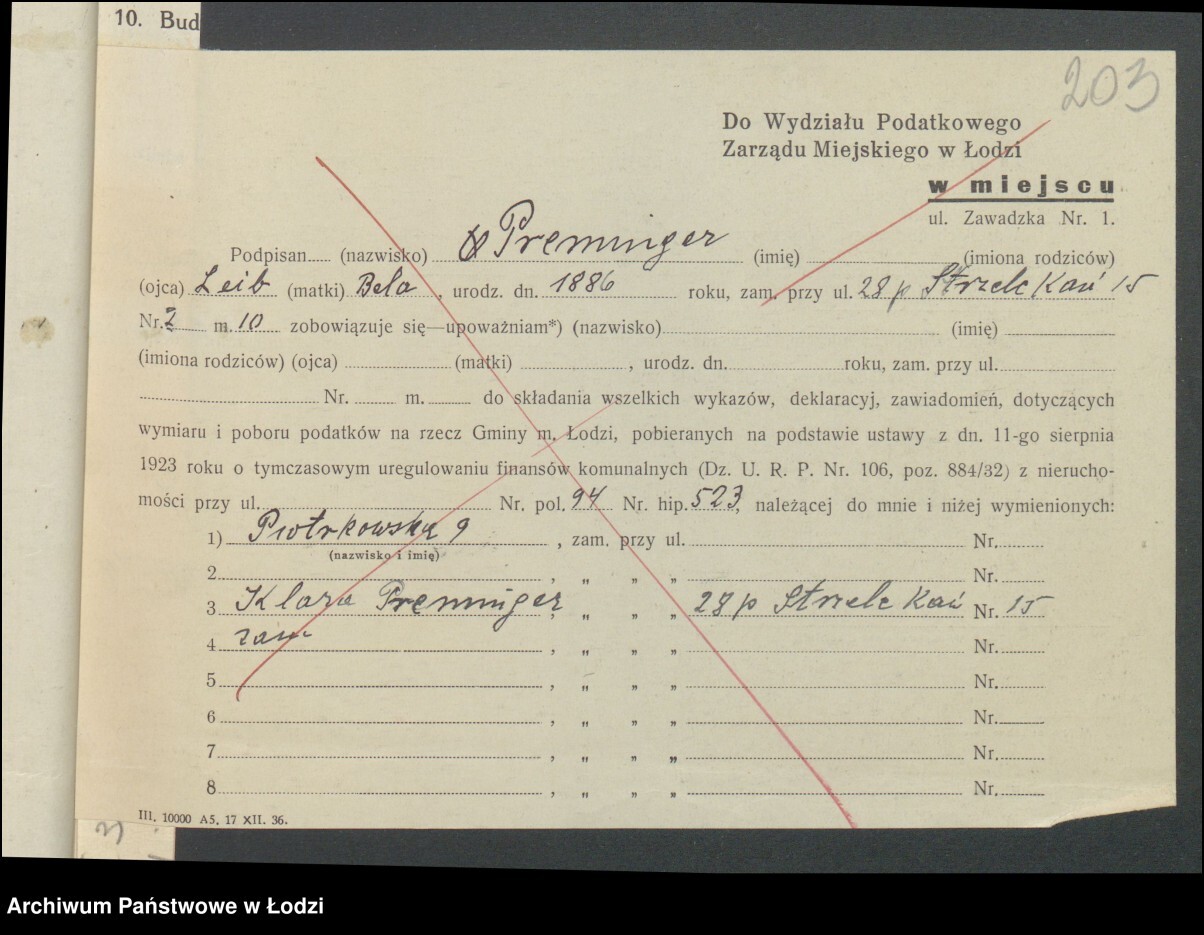 10. Bud
203
Do Wydziału Podatkowego
Zarządu Miejskiego w Łodzi
w miejscu
ul. Zawadzka Nr. 1.
Podpisan...... (nazwisko) Preminger (imię) (imiona rodziców)
(ojca) Leib (matki) Bela, urodz. dn. 1886 roku, zam. przy ul. 28 p Strzelc Kań 15
Nr. 2 m. 10 zobowiązuje się—upoważniam*) (nazwisko) (imię)
(imiona rodziców) (ojca) (matki) , urodz. dn. roku, zam. przy ul.
Nr. m. do składania wszelkich wykazów, deklaracyj, zawiadomień, dotyczących
wymiaru i poboru podatków na rzecz Gminy m. Łodzi, pobieranych na podstawie ustawy z dn. 11-go sierpnia
1923 roku o tymczasowym uregulowaniu finansów komunalnych (Dz. U. R. P. Nr. 106, poz. 884/32) z nierucho-
mości przy ul. Nr. pol. 94 Nr. hip. 523, należącej do mnie i niżej wymienionych:
1) Piotrkowska 9 , zam. przy ul. Nr.
(nazwisko i imię)
2 , „ „ „ Nr.
3 Klara Preminger , „ „ „ 28 p Strzelc Kań Nr. 15
4 zam , „ „ „ Nr.
5 , „ „ „ Nr.
6 , „ „ „ Nr.
7 , „ „ „ Nr.
8 , „ „ „ Nr.
III. 10000 A5. 17 XII. 36.
Archiwum Państwowe w Łodzi